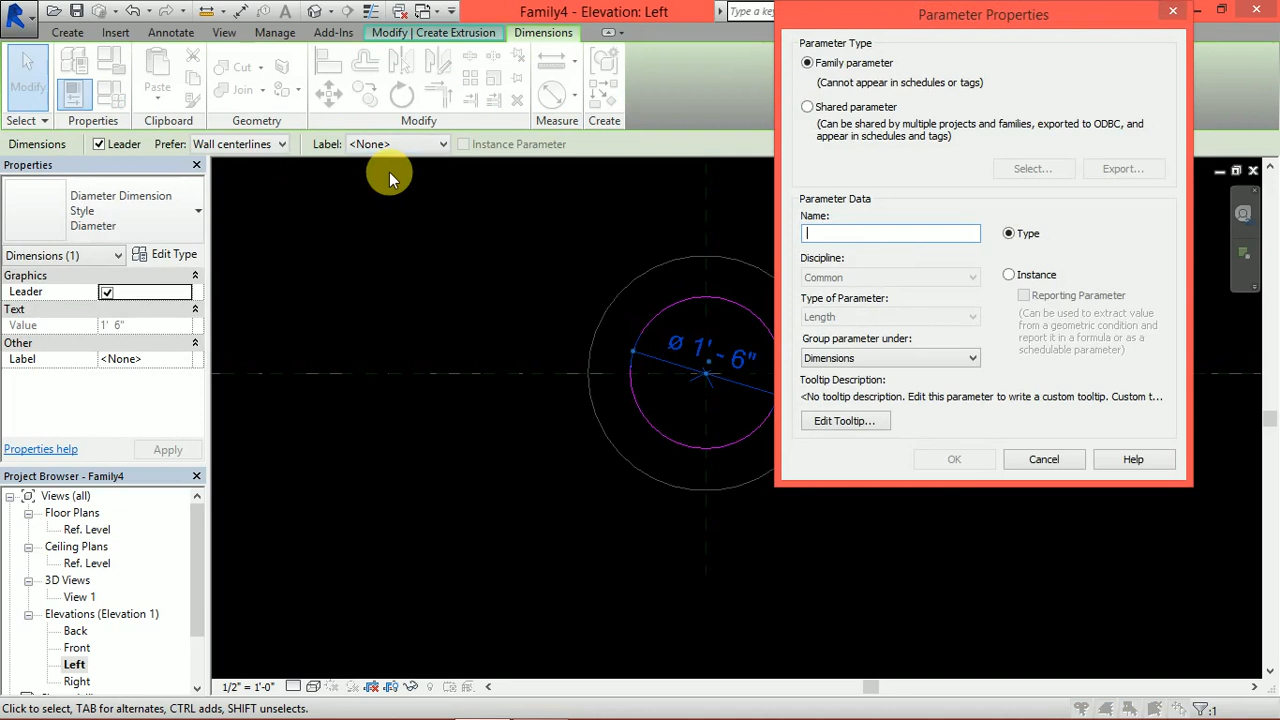 Family4 - Elevation: Left
Type a key
Create
Insert
Annotate
View
Manage
Add-Ins
Modify | Create Extrusion
Dimensions
Modify
Paste
Cut
Join
Select
Properties
Clipboard
Geometry
Modify
Measure
Create
Dimensions
Leader
Prefer:
Wall centerlines
Label:
<None>
Instance Parameter
Properties
Diameter Dimension
Style
Diameter
Dimensions (1)
Edit Type
Graphics
Leader
Text
Value
1' 6"
Other
Label
<None>
Properties help
Apply
Project Browser - Family4
Views (all)
Floor Plans
Ref. Level
Ceiling Plans
Ref. Level
3D Views
View 1
Elevations (Elevation 1)
Back
Front
Left
Right
ø 1' - 6"
Parameter Properties
Parameter Type
Family parameter
(Cannot appear in schedules or tags)
Shared parameter
(Can be shared by multiple projects and families, exported to ODBC, and
appear in schedules and tags)
Select...
Export...
Parameter Data
Name:
Type
Discipline:
Common
Instance
Type of Parameter:
Reporting Parameter
Length
(Can be used to extract value
from a geometric condition and
report it in a formula or as a
schedulable parameter)
Group parameter under:
Dimensions
Tooltip Description:
<No tooltip description. Edit this parameter to write a custom tooltip. Custom t...
Edit Tooltip...
OK
Cancel
Help
1/2" = 1'-0"
Click to select, TAB for alternates, CTRL adds, SHIFT unselects.
:1